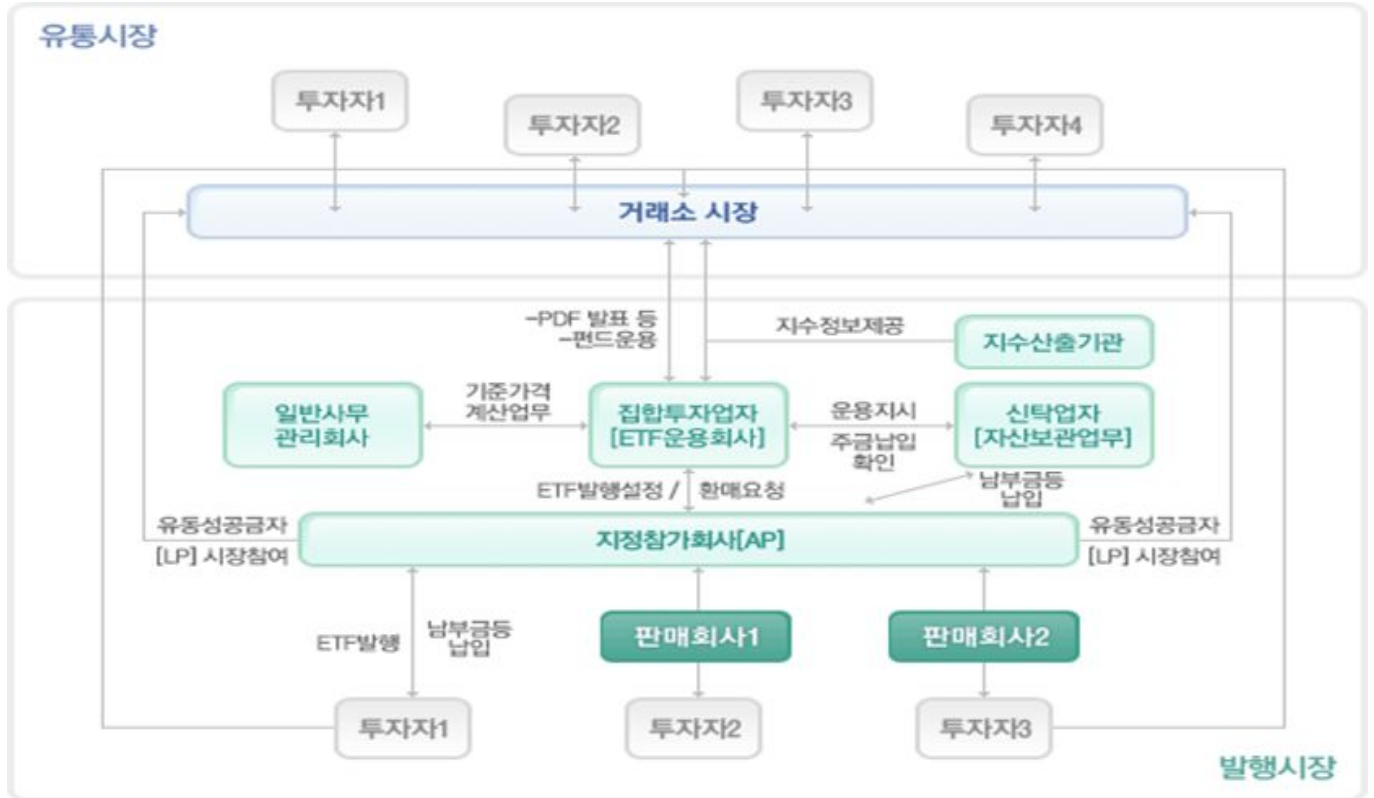 유통시장
투자자1
투자자2
투자자3
투자자4
거래소 시장
-PDF 발표 등
-펀드운용
지수정보제공
지수산출기관
일반사무
관리회사
기준가격
계산업무
집합투자업자
[ETF운용회사]
운용지시
주금납입
확인
신탁업자
[자산보관업무]
ETF발행설정 / 환매요청
남부금등
납입
유동성공급자
[LP] 시장참여
지정참가회사[AP]
유동성공금자
[LP] 시장참여
ETF발행
남부금등
납입
판매회사1
판매회사2
투자자1
투자자2
투자자3
발행시장